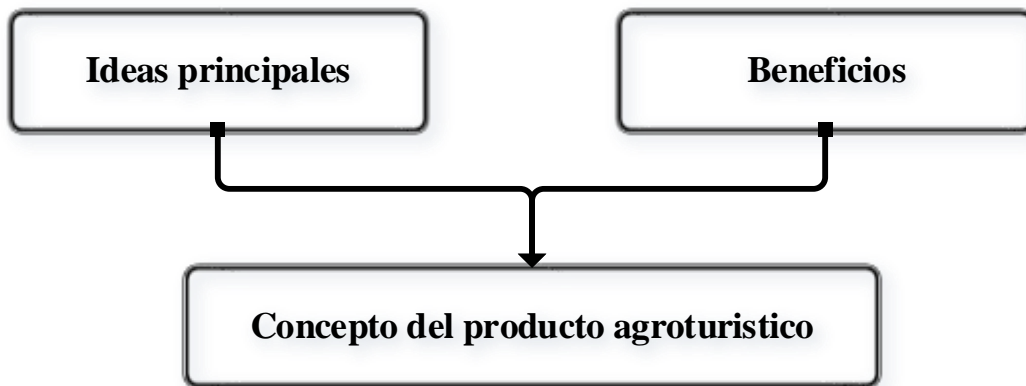 Ideas principales
Beneficios
Concepto del producto agroturistico